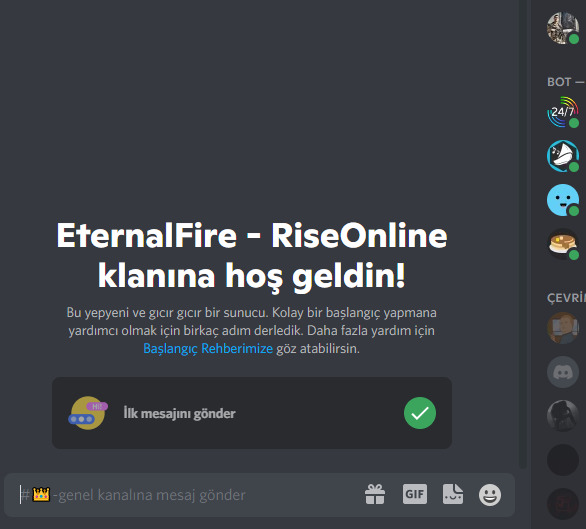 BOT —
24/7
EternalFire - RiseOnline
klanına hoş geldin!
Bu yepyeni ve gıcır gıcır bir sunucu. Kolay bir başlangıç yapmana
yardımcı olmak için birkaç adım derledik. Daha fazla yardım için
Başlangıç Rehberimize göz atabilirsin.
ÇEVRİM
Hi!
İlk mesajını gönder
# 👑-genel kanalına mesaj gönder
GIF